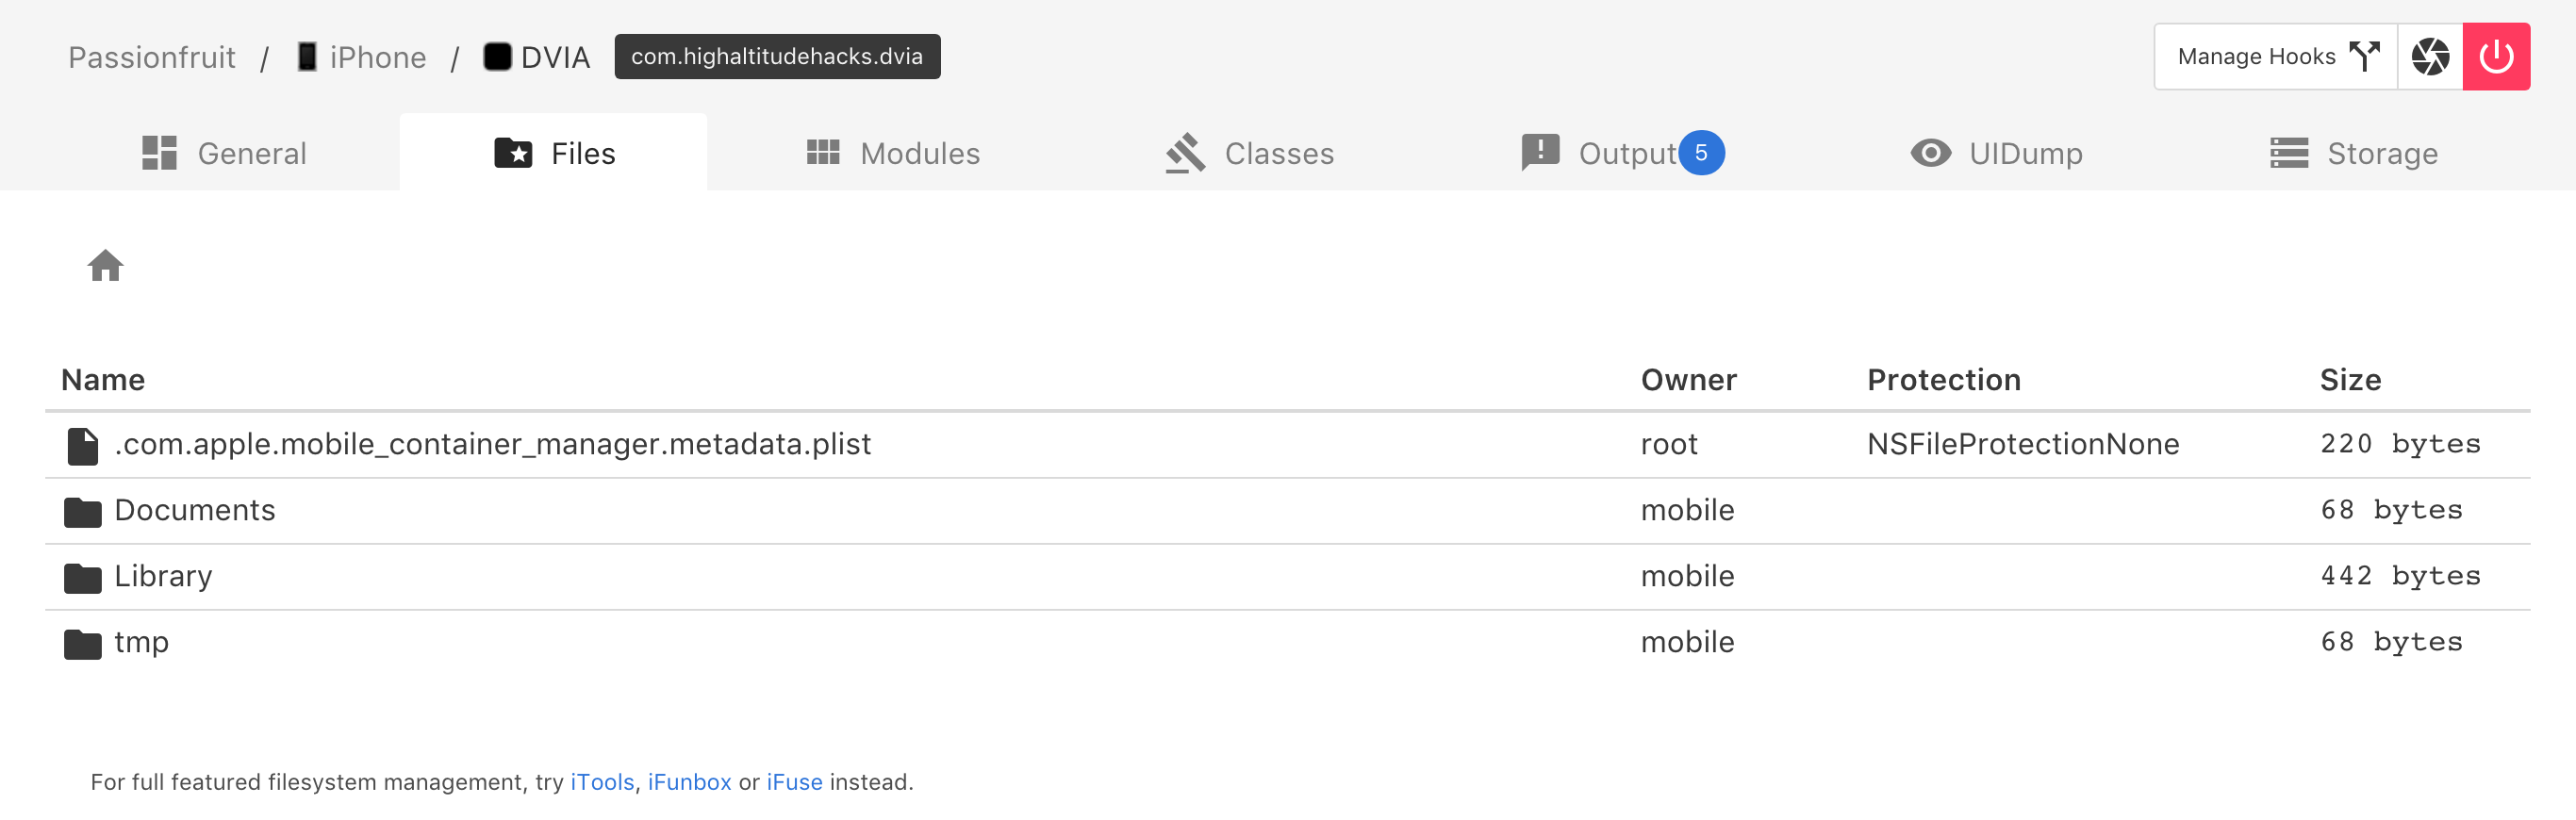 Passionfruit / iPhone / DVIA com.highaltitudehacks.dvia Manage Hooks
General Files Modules Classes Output 5 UIDump Storage
Name Owner Protection Size
.com.apple.mobile_container_manager.metadata.plist root NSFileProtectionNone 220 bytes
Documents mobile 68 bytes
Library mobile 442 bytes
tmp mobile 68 bytes
For full featured filesystem management, try iTools, iFunbox or iFuse instead.